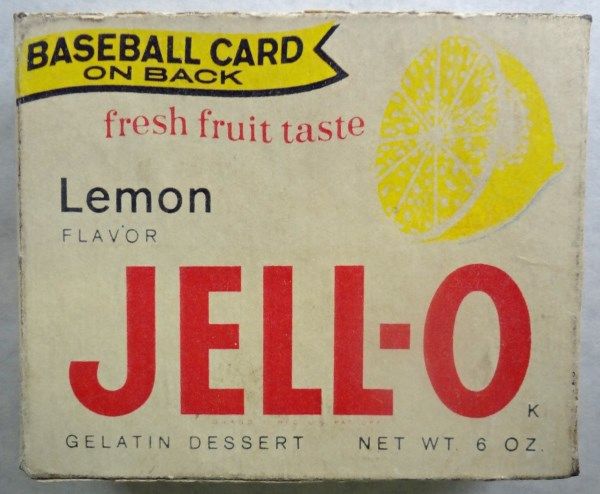 BASEBALL CARD
ON BACK
fresh fruit taste
Lemon
FLAVOR
JELL-O
K
GELATIN DESSERT NET WT. 6 OZ.